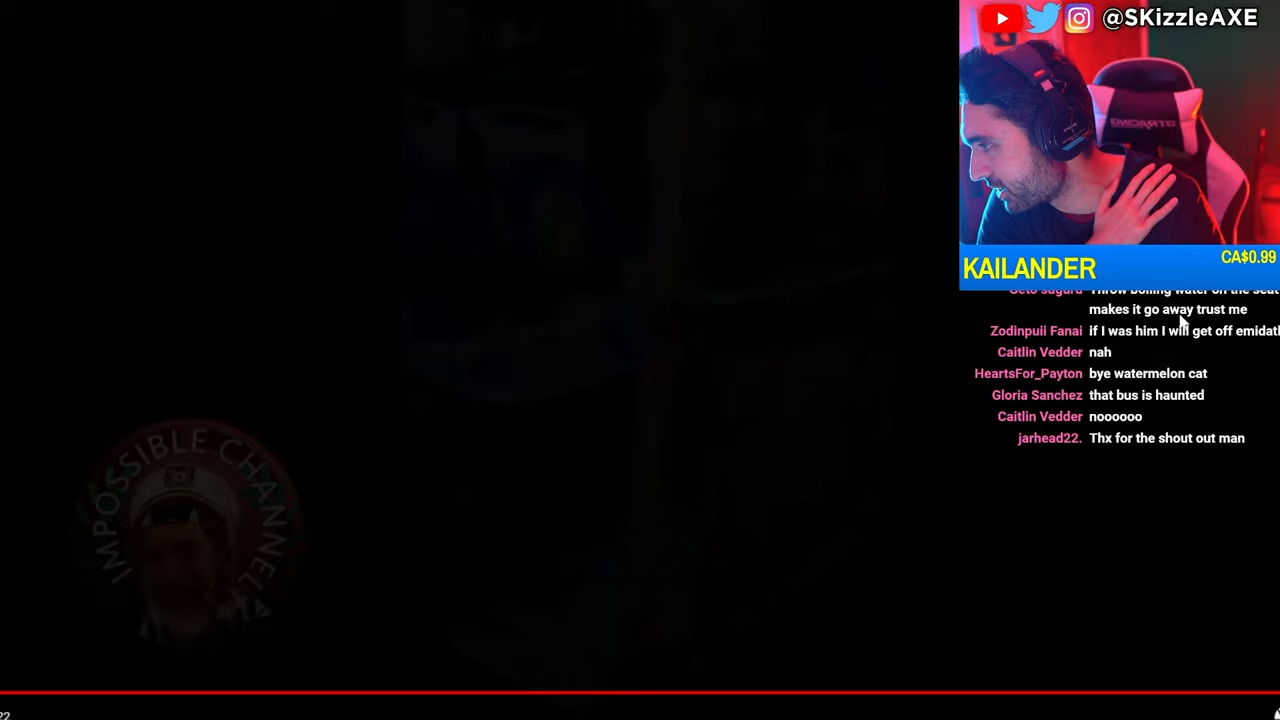 @SKizzleAXE
GTRACING
KAILANDER
CA$0.99
makes it go away trust me
Zodinpuii Fanai if I was him I will get off
Caitlin Vedder nah
HeartsFor_Payton bye watermelon cat
Gloria Sanchez that bus is haunted
Caitlin Vedder noooooo
jarhead22. Thx for the shout out man
IMPOSSIBLE CHANNEL
22